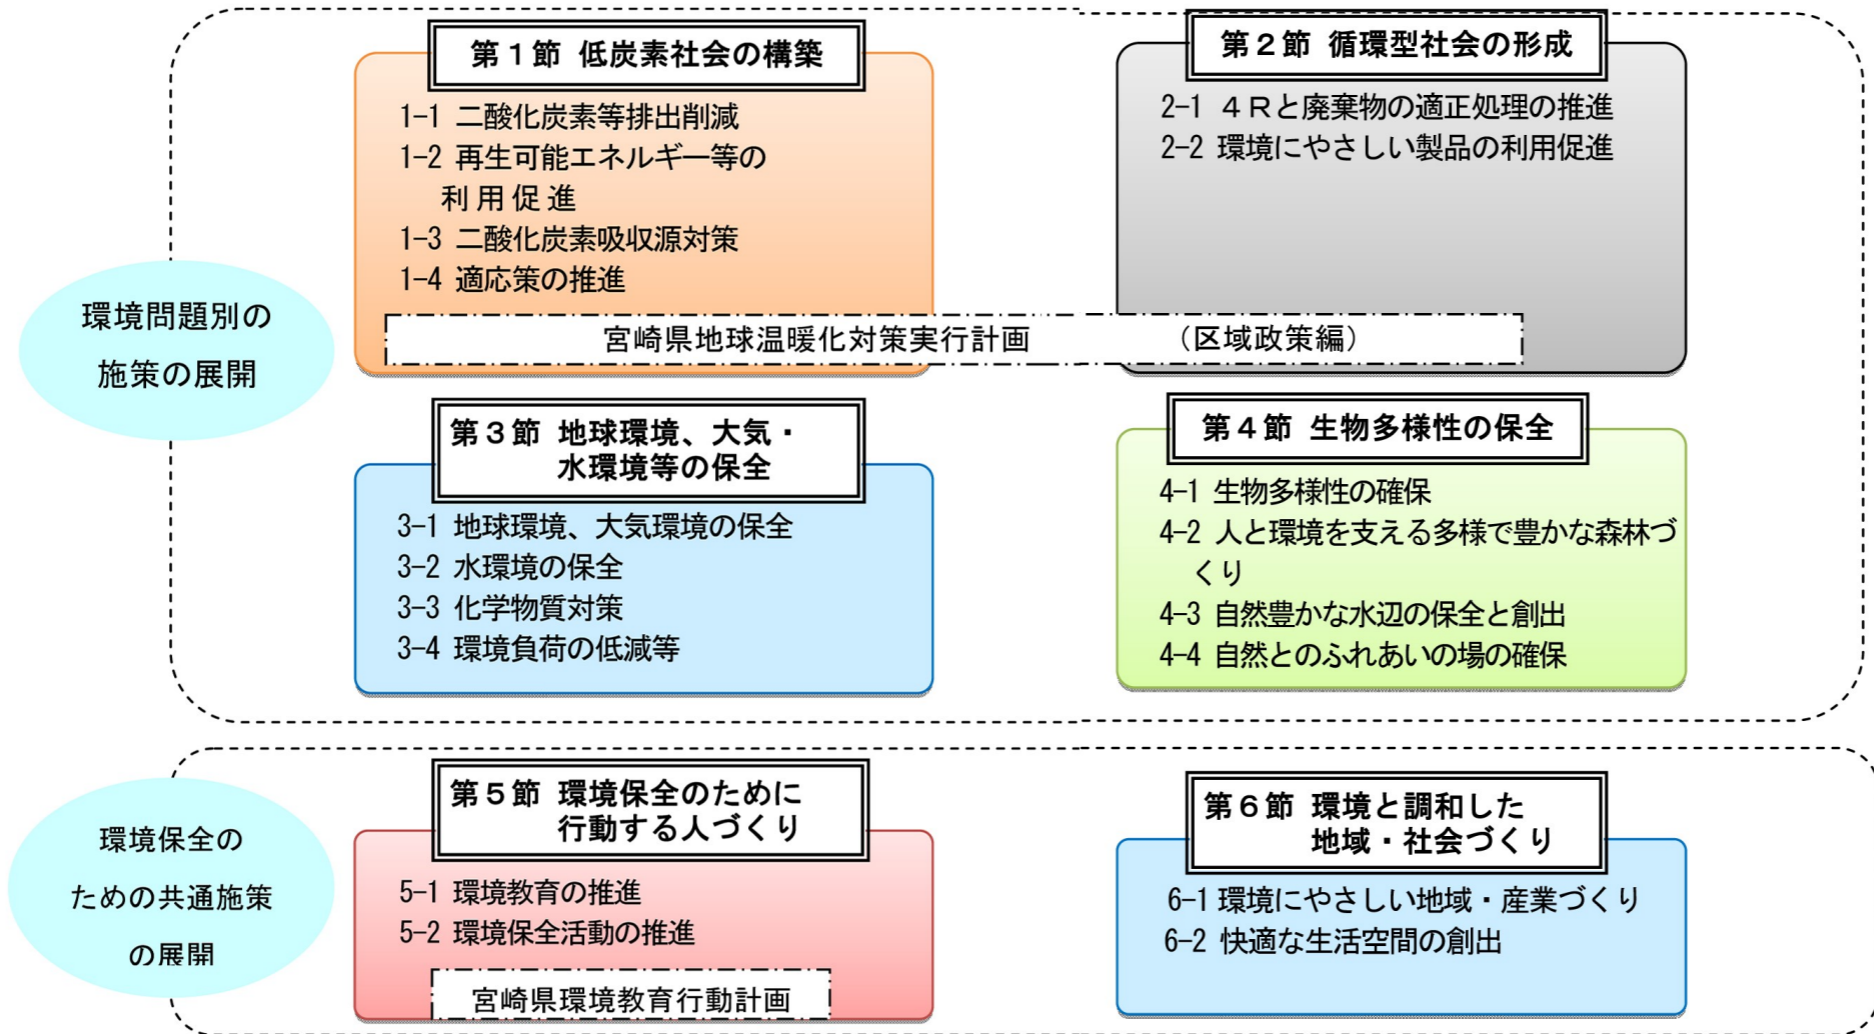 環境問題別の
施策の展開
第１節 低炭素社会の構築
1-1 二酸化炭素等排出削減
1-2 再生可能エネルギー等の
利用促進
1-3 二酸化炭素吸収源対策
1-4 適応策の推進
第２節 循環型社会の形成
2-1 ４Ｒと廃棄物の適正処理の推進
2-2 環境にやさしい製品の利用促進
宮崎県地球温暖化対策実行計画 （区域政策編）
第３節 地球環境、大気・
水環境等の保全
3-1 地球環境、大気環境の保全
3-2 水環境の保全
3-3 化学物質対策
3-4 環境負荷の低減等
第４節 生物多様性の保全
4-1 生物多様性の確保
4-2 人と環境を支える多様で豊かな森林づ
くり
4-3 自然豊かな水辺の保全と創出
4-4 自然とのふれあいの場の確保
環境保全の
ための共通施策
の展開
第５節 環境保全のために
行動する人づくり
5-1 環境教育の推進
5-2 環境保全活動の推進
宮崎県環境教育行動計画
第６節 環境と調和した
地域・社会づくり
6-1 環境にやさしい地域・産業づくり
6-2 快適な生活空間の創出